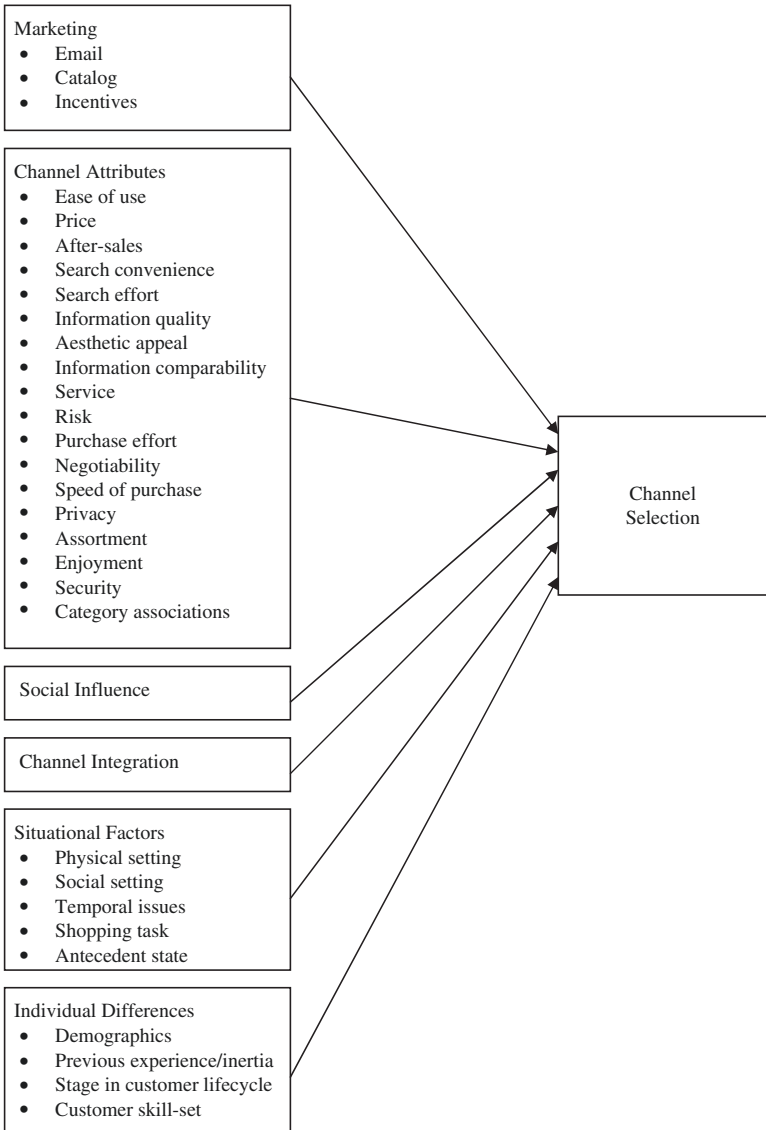 Marketing
• Email
• Catalog
• Incentives
Channel Attributes
• Ease of use
• Price
• After-sales
• Search convenience
• Search effort
• Information quality
• Aesthetic appeal
• Information comparability
• Service
• Risk
• Purchase effort
• Negotiability
• Speed of purchase
• Privacy
• Assortment
• Enjoyment
• Security
• Category associations
Social Influence
Channel Integration
Situational Factors
• Physical setting
• Social setting
• Temporal issues
• Shopping task
• Antecedent state
Individual Differences
• Demographics
• Previous experience/inertia
• Stage in customer lifecycle
• Customer skill-set
Channel
Selection